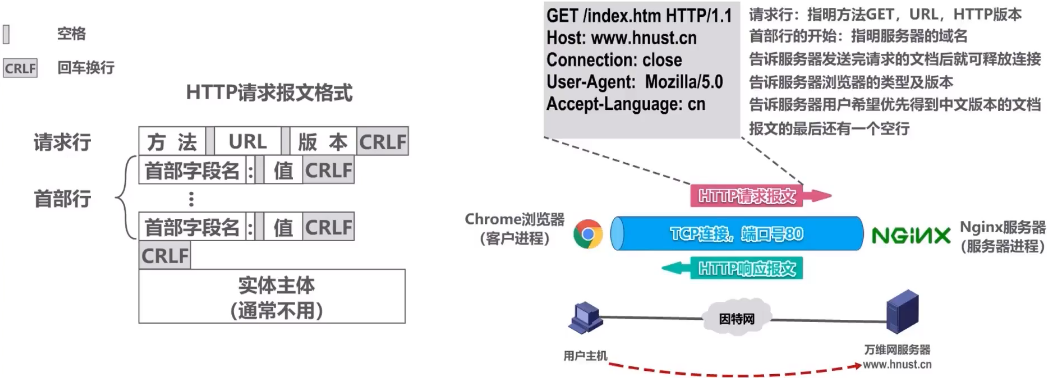 空格
CRLF 回车换行
HTTP请求报文格式
请求行
方 法 URL 版 本 CRLF
首部行
首部字段名 : 值 CRLF
⋮
首部字段名 : 值 CRLF
CRLF
实体主体
(通常不用)
GET /index.htm HTTP/1.1
Host: www.hnust.cn
Connection: close
User-Agent: Mozilla/5.0
Accept-Language: cn
请求行：指明方法GET，URL，HTTP版本
首部行的开始：指明服务器的域名
告诉服务器发送完请求的文档后就可释放连接
告诉服务器浏览器的类型及版本
告诉服务器用户希望优先得到中文版本的文档
报文的最后还有一个空行
HTTP请求报文
Chrome浏览器
(客户进程)
TCP连接，端口号80
NGINX
Nginx服务器
(服务器进程)
HTTP响应报文
因特网
用户主机
万维网服务器
www.hnust.cn